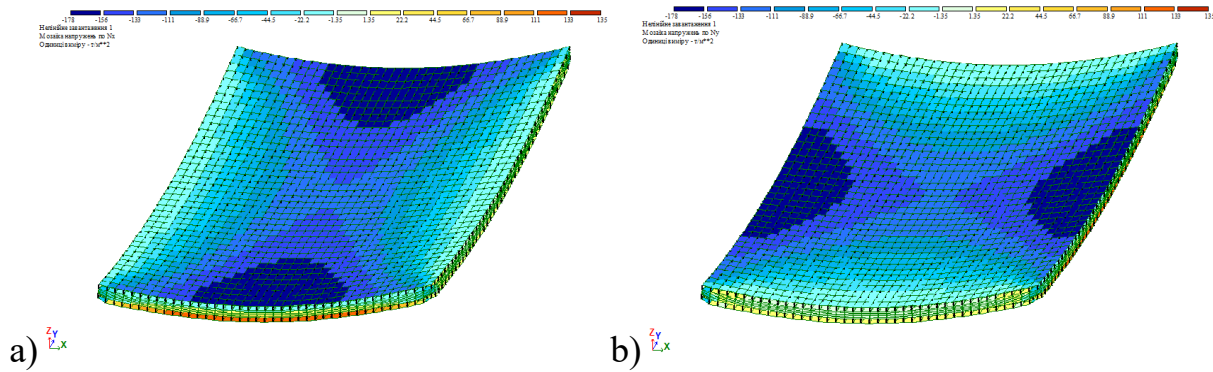 -178 -156 -133 -111 -88.9 -66.7 -44.5 -22.2 -1.35 1.35 22.2 44.5 66.7 88.9 111 133 135
Нелінійне завантаження 1
Мозаїка напружень по Nx
Одиниці виміру - т/м**2
Z Y X
a)
-178 -156 -133 -111 -88.9 -66.7 -44.5 -22.2 -1.35 1.35 22.2 44.5 66.7 88.9 111 133 135
Нелінійне завантаження 1
Мозаїка напружень по Ny
Одиниці виміру - т/м**2
Z Y X
b)